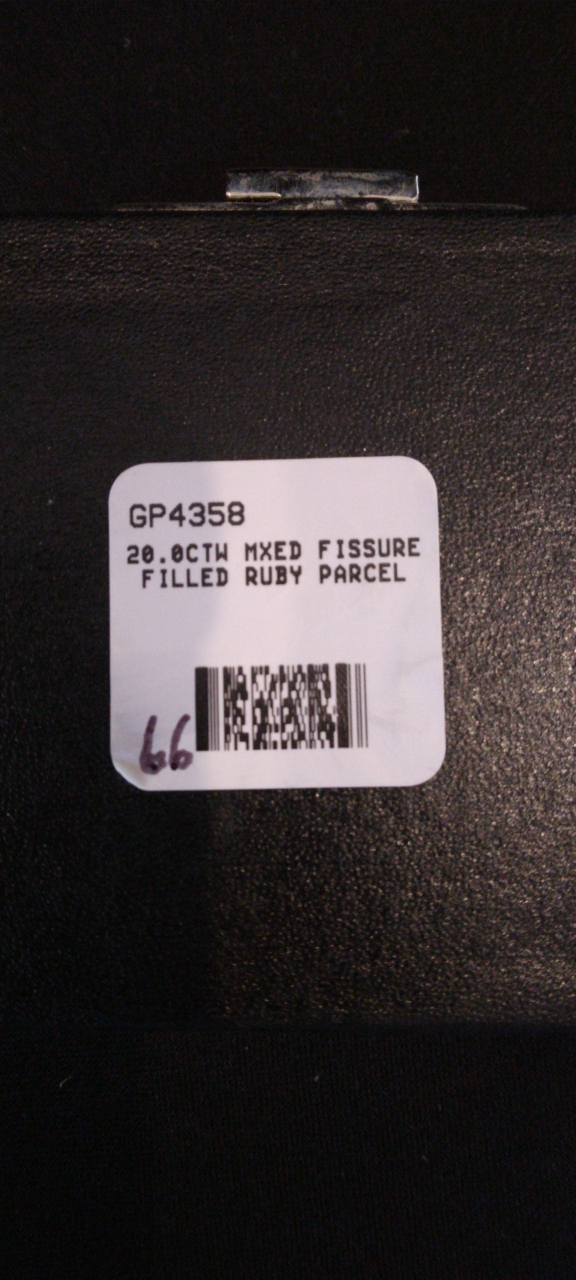 GP4358
20.0CTW MXED FISSURE
FILLED RUBY PARCEL
66